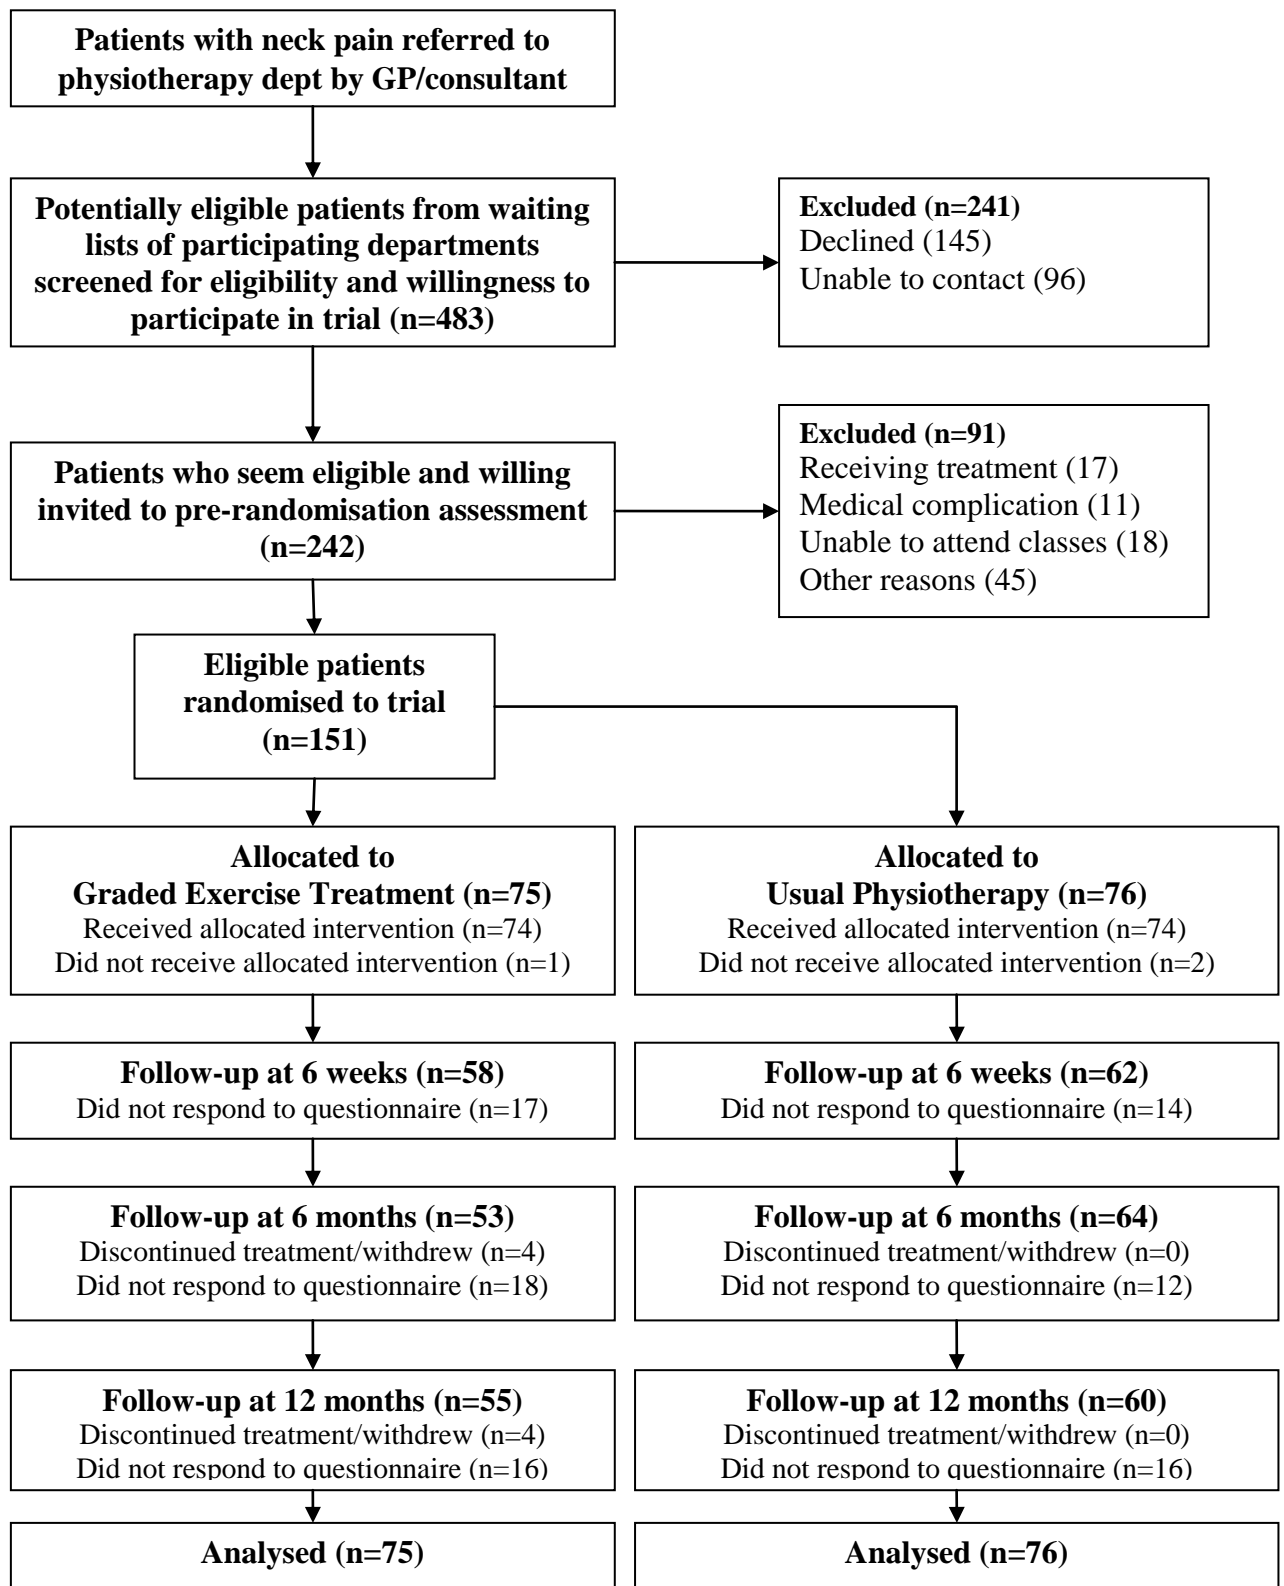 Patients with neck pain referred to
physiotherapy dept by GP/consultant
Potentially eligible patients from waiting
lists of participating departments
screened for eligibility and willingness to
participate in trial (n=483)
Excluded (n=241)
Declined (145)
Unable to contact (96)
Patients who seem eligible and willing
invited to pre-randomisation assessment
(n=242)
Excluded (n=91)
Receiving treatment (17)
Medical complication (11)
Unable to attend classes (18)
Other reasons (45)
Eligible patients
randomised to trial
(n=151)
Allocated to
Graded Exercise Treatment (n=75)
Received allocated intervention (n=74)
Did not receive allocated intervention (n=1)
Allocated to
Usual Physiotherapy (n=76)
Received allocated intervention (n=74)
Did not receive allocated intervention (n=2)
Follow-up at 6 weeks (n=58)
Did not respond to questionnaire (n=17)
Follow-up at 6 weeks (n=62)
Did not respond to questionnaire (n=14)
Follow-up at 6 months (n=53)
Discontinued treatment/withdrew (n=4)
Did not respond to questionnaire (n=18)
Follow-up at 6 months (n=64)
Discontinued treatment/withdrew (n=0)
Did not respond to questionnaire (n=12)
Follow-up at 12 months (n=55)
Discontinued treatment/withdrew (n=4)
Did not respond to questionnaire (n=16)
Follow-up at 12 months (n=60)
Discontinued treatment/withdrew (n=0)
Did not respond to questionnaire (n=16)
Analysed (n=75)
Analysed (n=76)